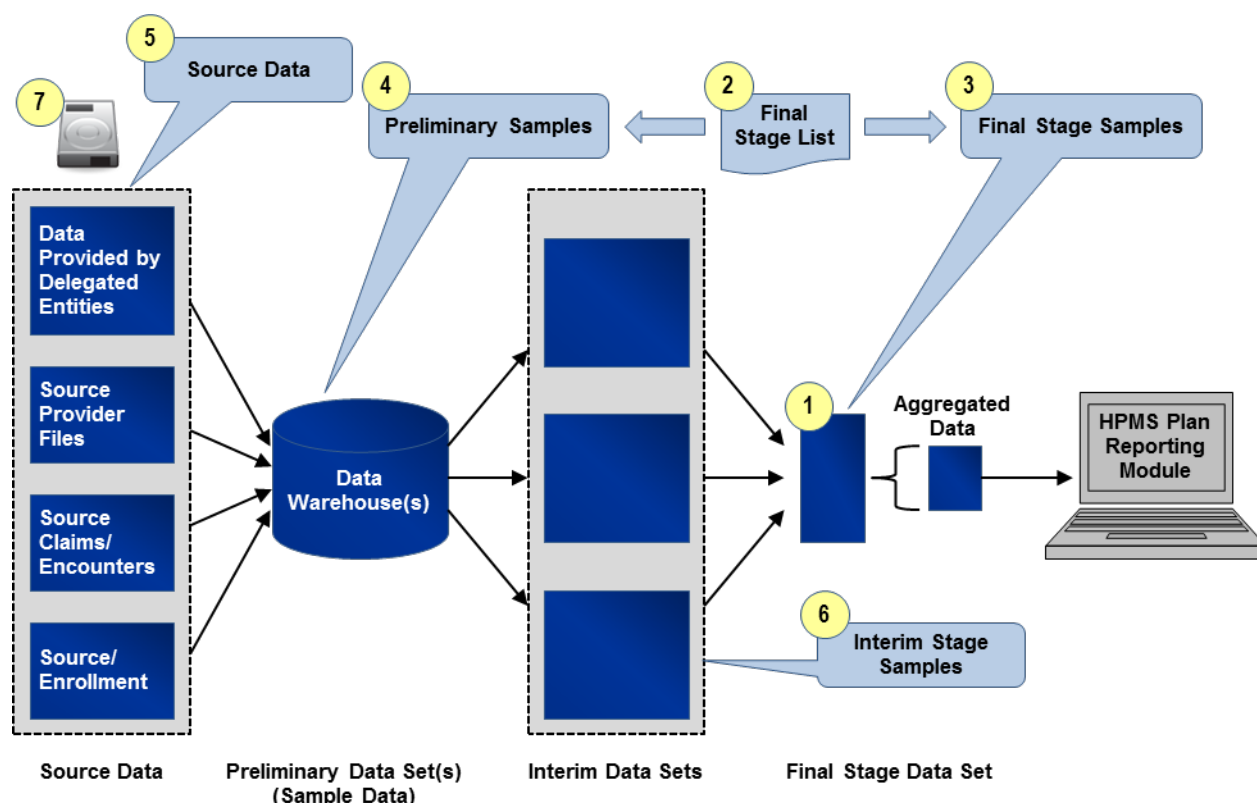 5
Source Data
7
4
Preliminary Samples
2
Final
Stage List
3
Final Stage Samples
Data
Provided by
Delegated
Entities
Source
Provider
Files
Source
Claims/
Encounters
Source/
Enrollment
Data
Warehouse(s)
1
Aggregated
Data
HPMS Plan
Reporting
Module
6
Interim Stage
Samples
Source Data
Preliminary Data Set(s)
(Sample Data)
Interim Data Sets
Final Stage Data Set